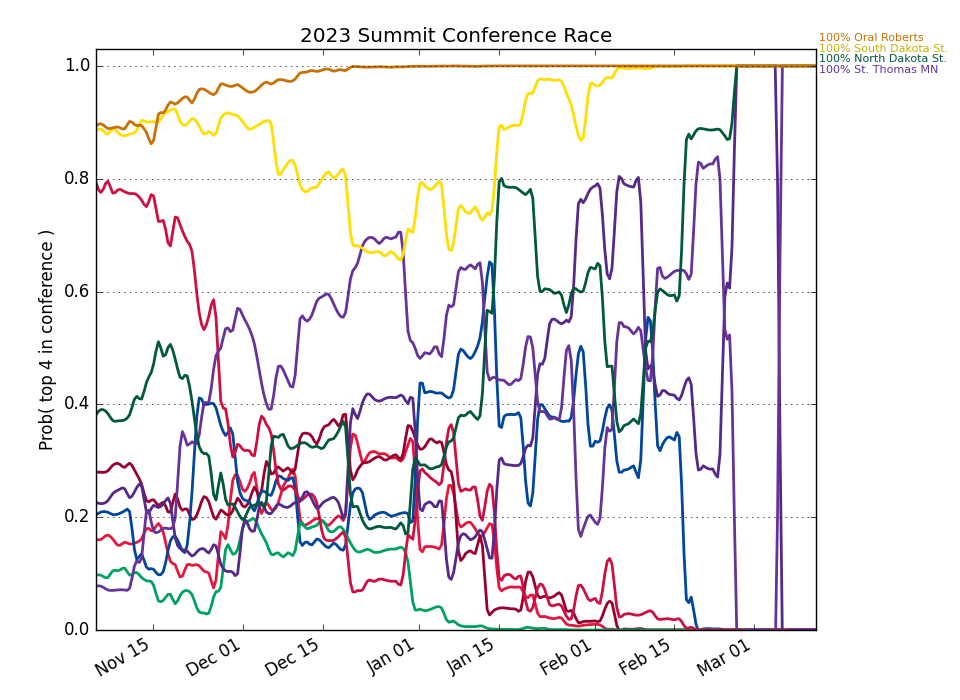 2023 Summit Conference Race
100% Oral Roberts
100% South Dakota St.
100% North Dakota St.
100% St. Thomas MN
Prob( top 4 in conference )
1.0
0.8
0.6
0.4
0.2
0.0
Nov 15
Dec 01
Dec 15
Jan 01
Jan 15
Feb 01
Feb 15
Mar 01